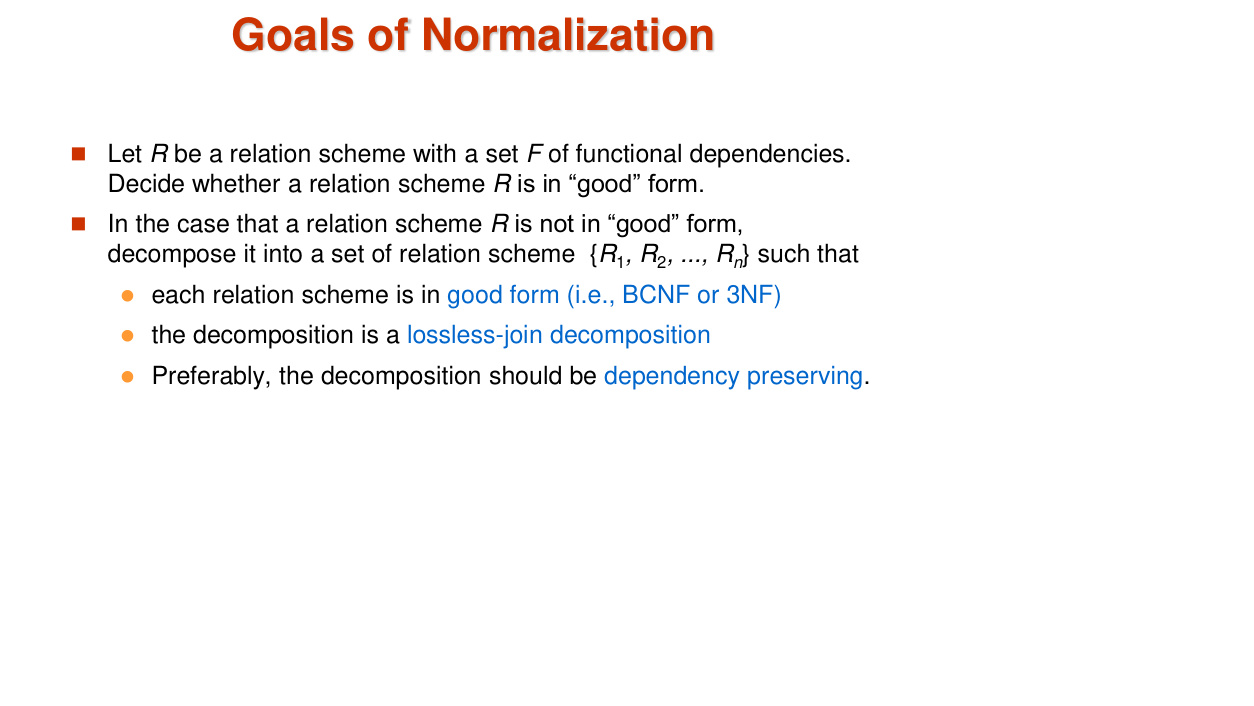 Goals of Normalization
Let R be a relation scheme with a set F of functional dependencies.
Decide whether a relation scheme R is in “good” form.
In the case that a relation scheme R is not in “good” form,
decompose it into a set of relation scheme {R1, R2, ..., Rn} such that
each relation scheme is in good form (i.e., BCNF or 3NF)
the decomposition is a lossless-join decomposition
Preferably, the decomposition should be dependency preserving.